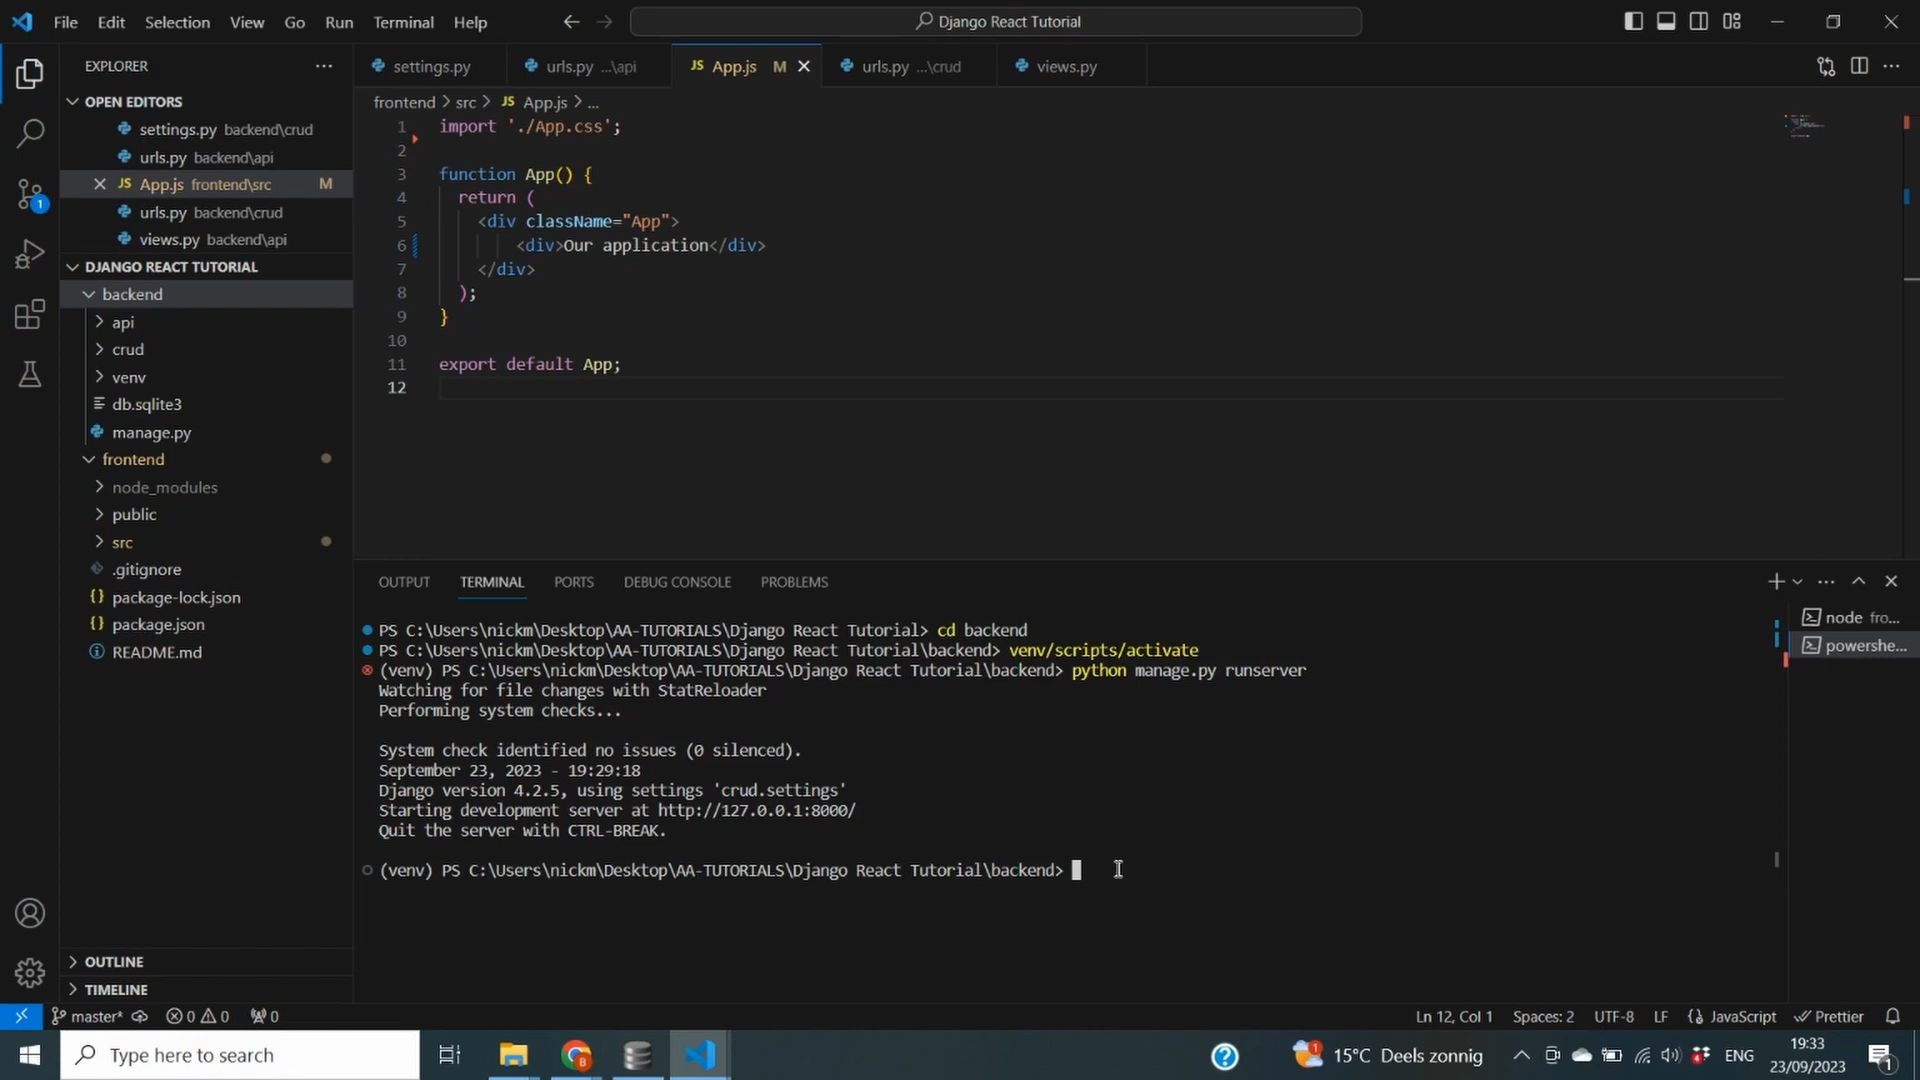 File Edit Selection View Go Run Terminal Help
Django React Tutorial
EXPLORER
OPEN EDITORS
settings.py backend\crud
urls.py backend\api
JS App.js frontend\src M
urls.py backend\crud
views.py backend\api
DJANGO REACT TUTORIAL
backend
api
crud
venv
db.sqlite3
manage.py
frontend
node_modules
public
src
.gitignore
package-lock.json
package.json
README.md
OUTLINE
TIMELINE
settings.py urls.py ...\api JS App.js M urls.py ...\crud views.py
frontend > src > JS App.js > ...
1 import './App.css';
2
3 function App() {
4 return (
5 <div className="App">
6 <div>Our application</div>
7 </div>
8 );
9 }
10
11 export default App;
12
OUTPUT TERMINAL PORTS DEBUG CONSOLE PROBLEMS
node fro...
powershe...
PS C:\Users\nickm\Desktop\AA-TUTORIALS\Django React Tutorial> cd backend
PS C:\Users\nickm\Desktop\AA-TUTORIALS\Django React Tutorial\backend> venv/scripts/activate
(venv) PS C:\Users\nickm\Desktop\AA-TUTORIALS\Django React Tutorial\backend> python manage.py runserver
Watching for file changes with StatReloader
Performing system checks...
System check identified no issues (0 silenced).
September 23, 2023 - 19:29:18
Django version 4.2.5, using settings 'crud.settings'
Starting development server at http://127.0.0.1:8000/
Quit the server with CTRL-BREAK.
(venv) PS C:\Users\nickm\Desktop\AA-TUTORIALS\Django React Tutorial\backend>
master* 0 0 0
Ln 12, Col 1 Spaces: 2 UTF-8 LF {} JavaScript Prettier
Type here to search
15°C Deels zonnig
ENG
19:33
23/09/2023
1